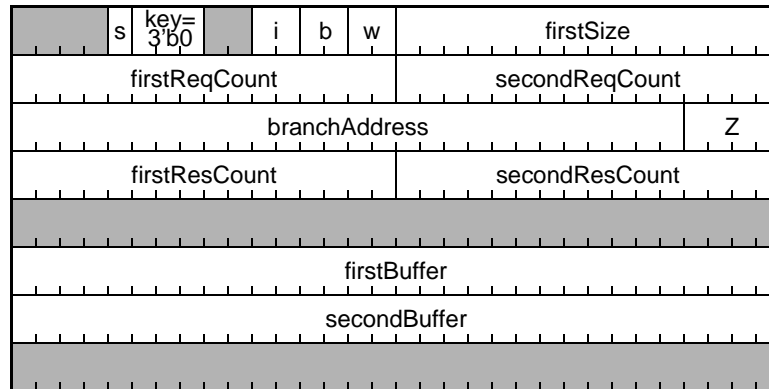 s key= 3'b0 i b w firstSize
firstReqCount secondReqCount
branchAddress Z
firstResCount secondResCount
firstBuffer
secondBuffer